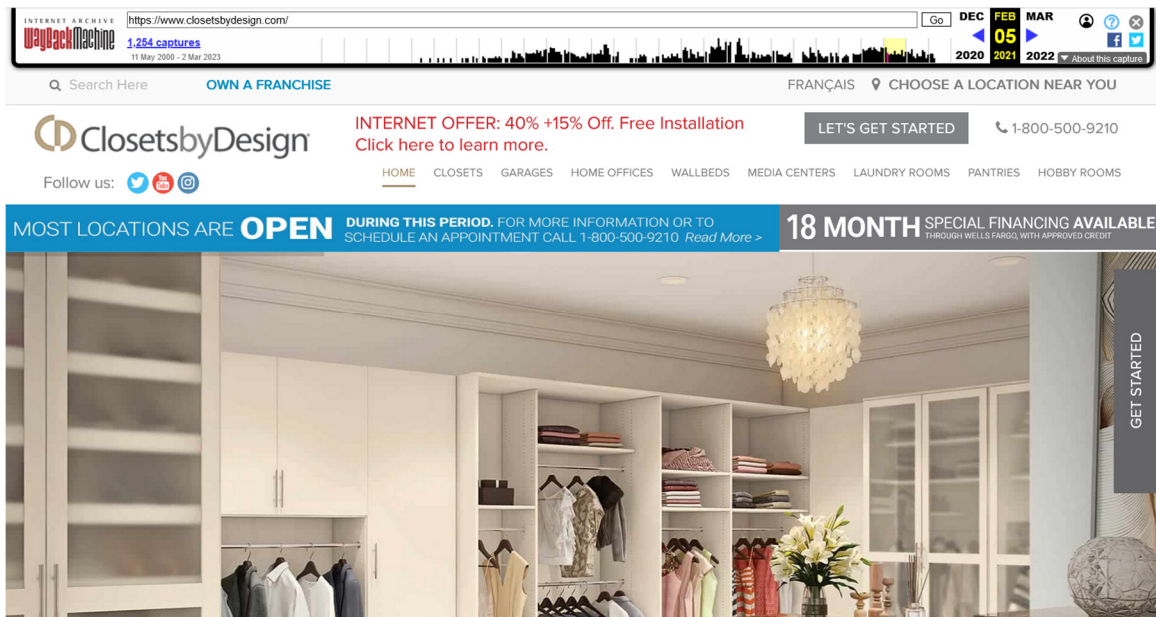 INTERNET ARCHIVE
WayBackMachine
https://www.closetsbydesign.com/
Go
1,254 captures
11 May 2000 - 2 Mar 2023
DEC FEB MAR
05
2020 2021 2022
About this capture
Search Here
OWN A FRANCHISE
FRANÇAIS
CHOOSE A LOCATION NEAR YOU
ClosetsbyDesign
INTERNET OFFER: 40% +15% Off. Free Installation
Click here to learn more.
LET'S GET STARTED
1-800-500-9210
Follow us:
HOME CLOSETS GARAGES HOME OFFICES WALLBEDS MEDIA CENTERS LAUNDRY ROOMS PANTRIES HOBBY ROOMS
MOST LOCATIONS ARE OPEN
DURING THIS PERIOD. FOR MORE INFORMATION OR TO
SCHEDULE AN APPOINTMENT CALL 1-800-500-9210 Read More >
18 MONTH SPECIAL FINANCING AVAILABLE
THROUGH WELLS FARGO, WITH APPROVED CREDIT
GET STARTED